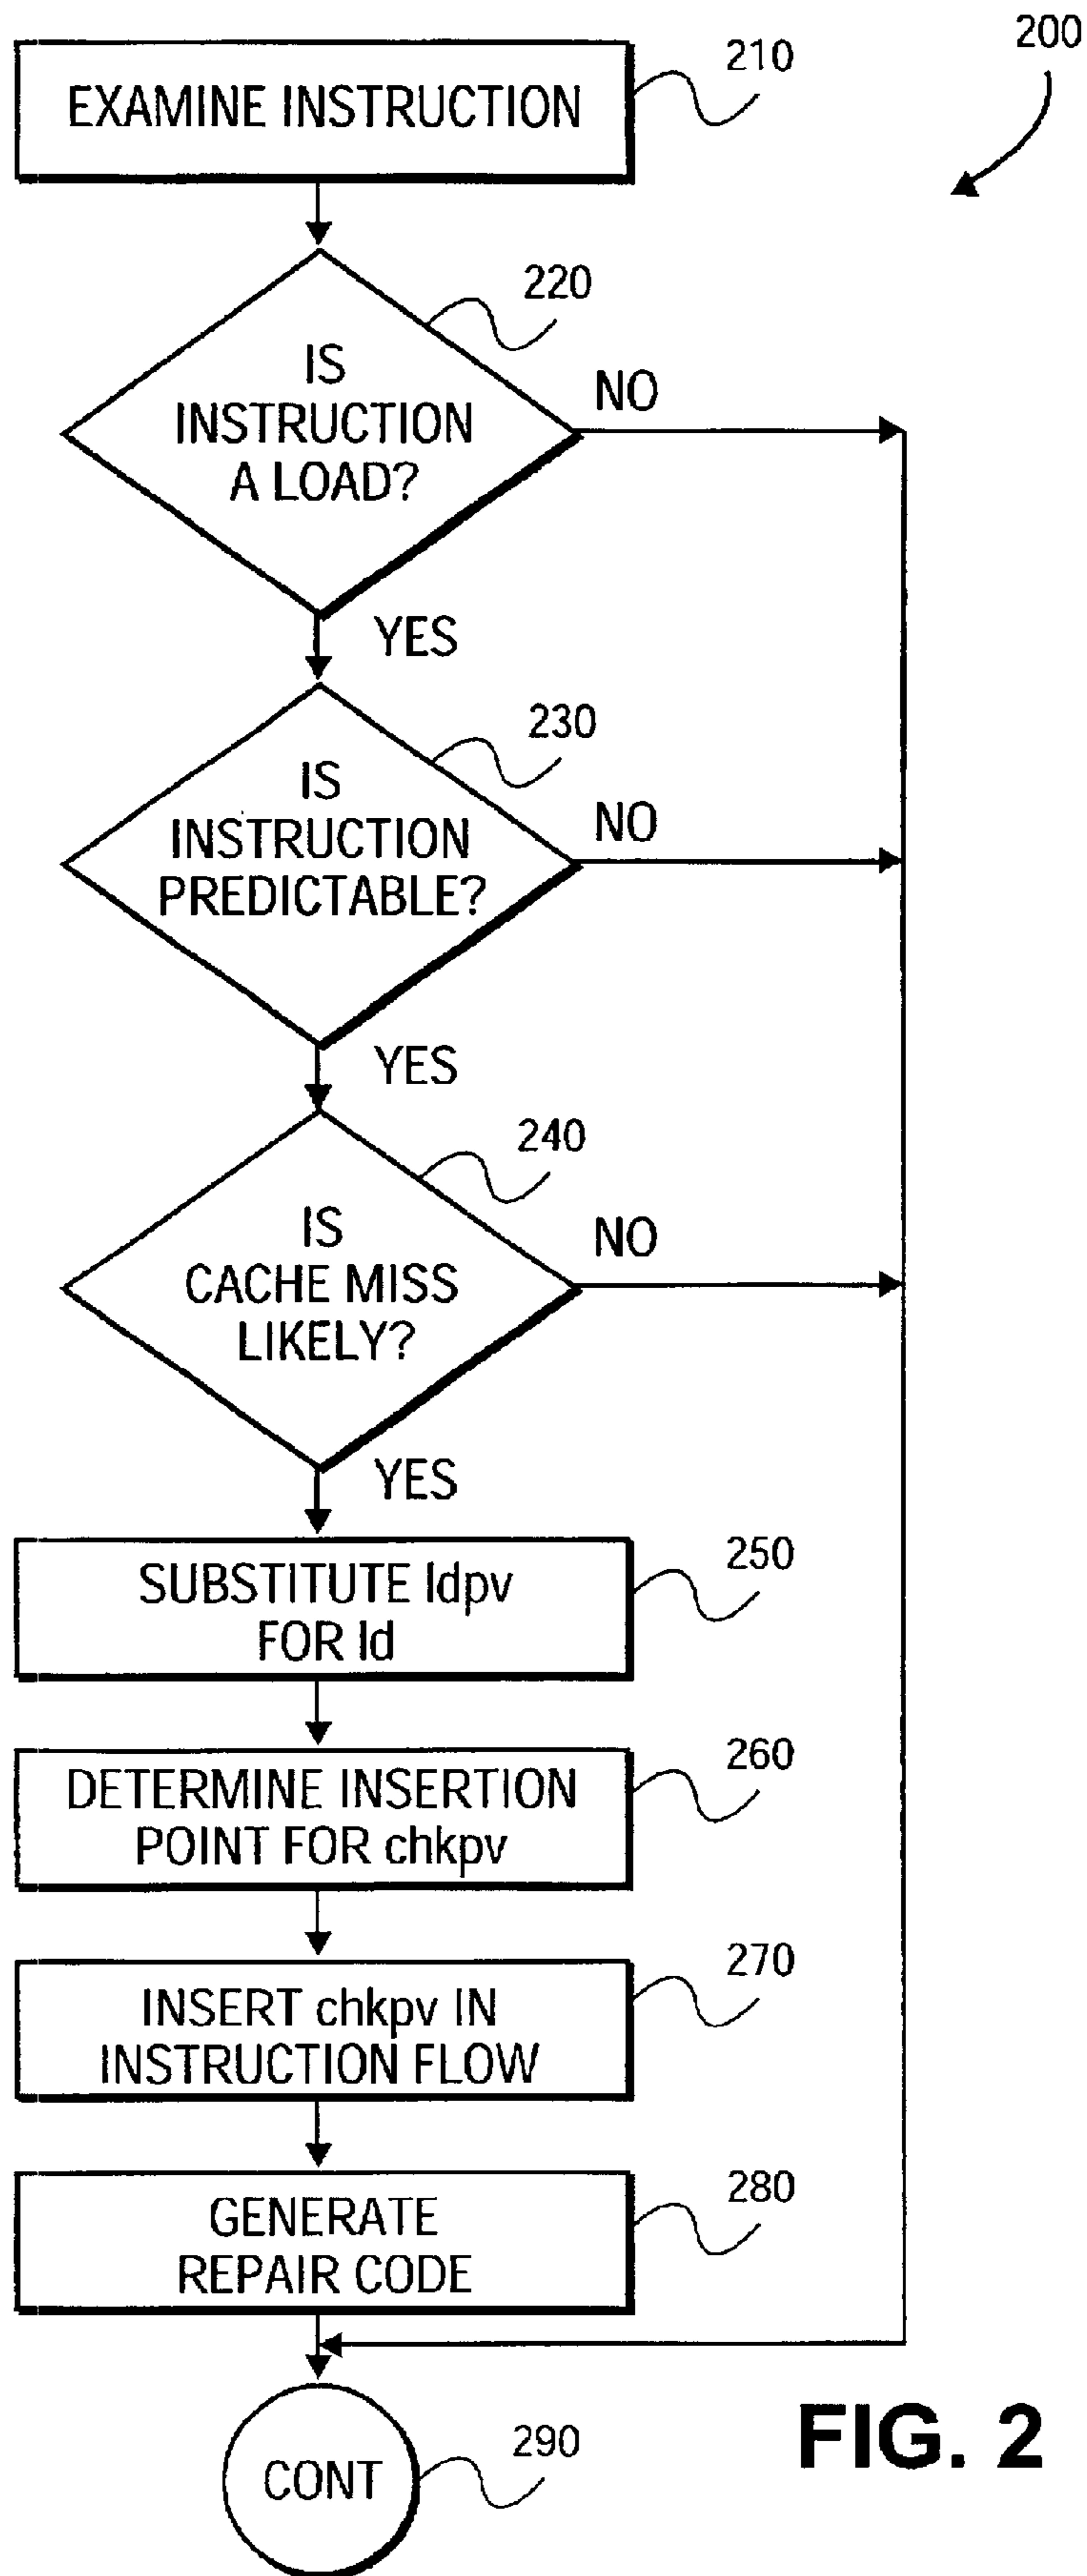 200
210
EXAMINE INSTRUCTION
220
IS
INSTRUCTION
A LOAD?
NO
YES
230
IS
INSTRUCTION
PREDICTABLE?
NO
YES
240
IS
CACHE MISS
LIKELY?
NO
YES
250
SUBSTITUTE ldpv
FOR ld
260
DETERMINE INSERTION
POINT FOR chkpv
270
INSERT chkpv IN
INSTRUCTION FLOW
280
GENERATE
REPAIR CODE
290
CONT
FIG. 2